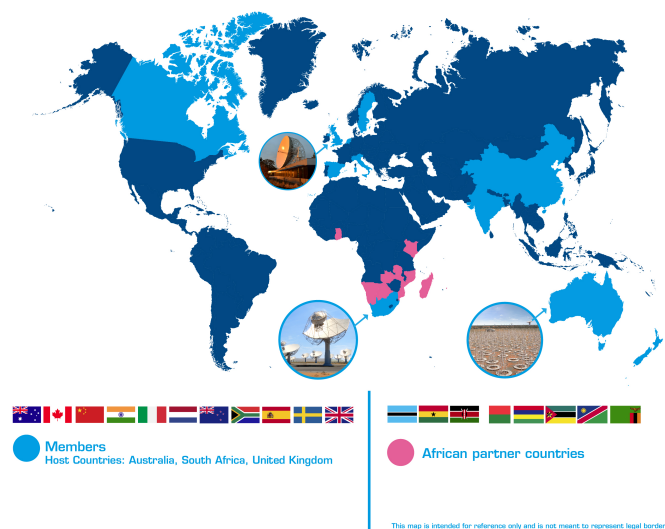 Members
Host Countries: Australia, South Africa, United Kingdom
African partner countries
This map is intended for reference only and is not meant to represent legal border